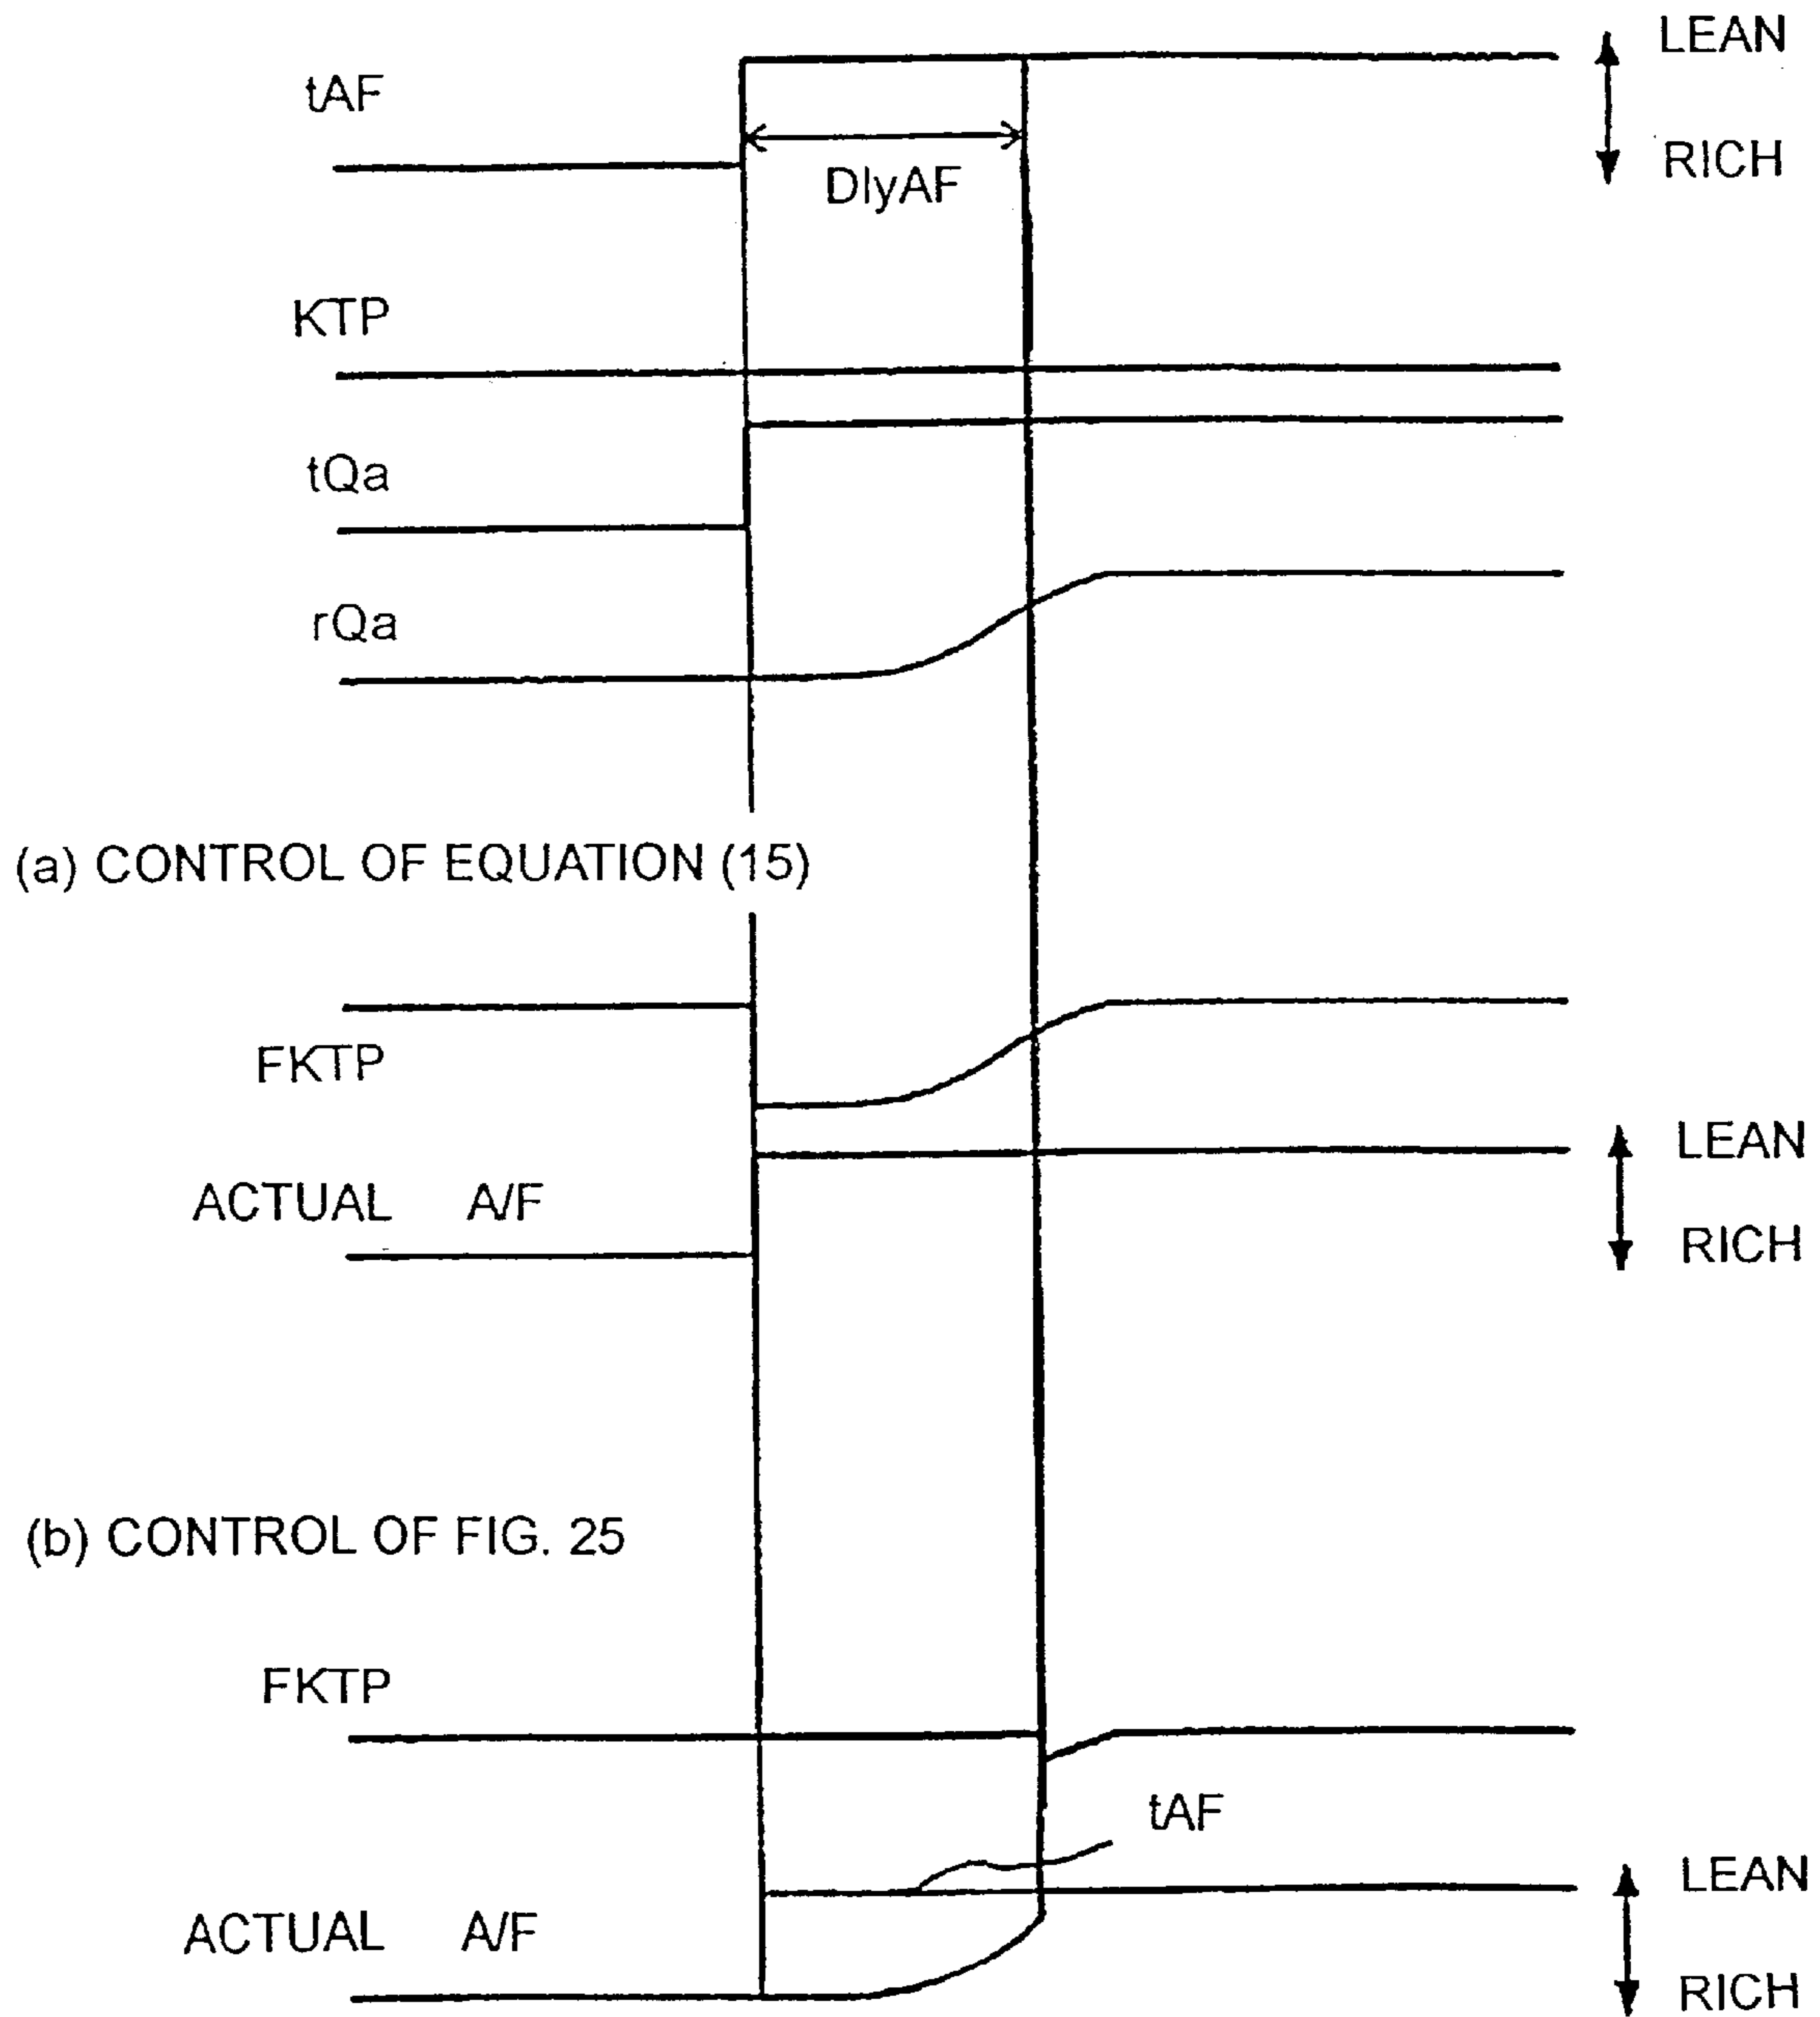 LEAN
tAF
RICH
DlyAF
KTP
tQa
rQa
(a) CONTROL OF EQUATION (15)
FKTP
LEAN
ACTUAL A/F
RICH
(b) CONTROL OF FIG. 25
FKTP
tAF
LEAN
ACTUAL A/F
RICH